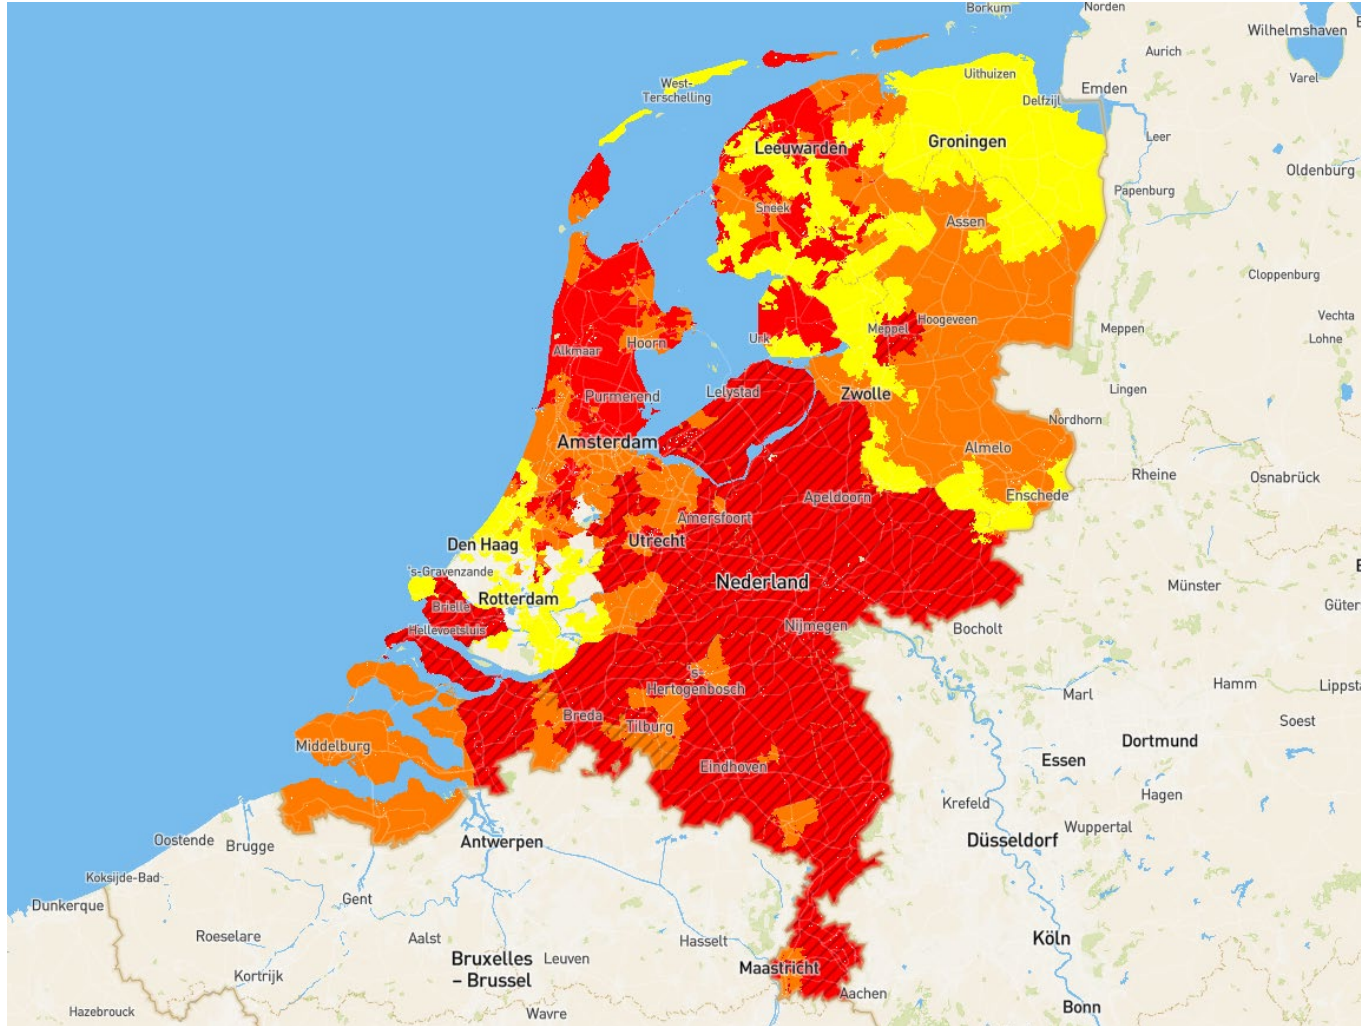 Borkum
Norden
Wilhelmshaven
E
Aurich
Uithuizen
Varel
West-
Terschelling
Delfzijl
Emden
Leer
Leeuwarden
Groningen
Oldenburg
Papenburg
Sneek
Assen
Cloppenburg
Vechta
Meppel
Hoogeveen
Meppen
Urk
Lohne
Alkmaar
Hoorn
Lelystad
Zwolle
Lingen
Purmerend
Nordhorn
Amsterdam
Almelo
Rheine
Osnabrück
Enschede
Apeldoorn
Amersfoort
Utrecht
Den Haag
's-Gravenzande
Nederland
Münster
E
Rotterdam
Brielle
Güter
Hellevoetsluis
Nijmegen
Bocholt
's-
Hertogenbosch
Marl
Hamm
Lippsta
Breda
Tilburg
Soest
Middelburg
Dortmund
Essen
Eindhoven
Hagen
Krefeld
Wuppertal
Oostende
Brugge
Antwerpen
Düsseldorf
Koksijde-Bad
Dunkerque
Gent
Roeselare
Aalst
Hasselt
Köln
Bruxelles
– Brussel
Leuven
Maastricht
Kortrijk
Aachen
Hazebrouck
Wavre
Bonn